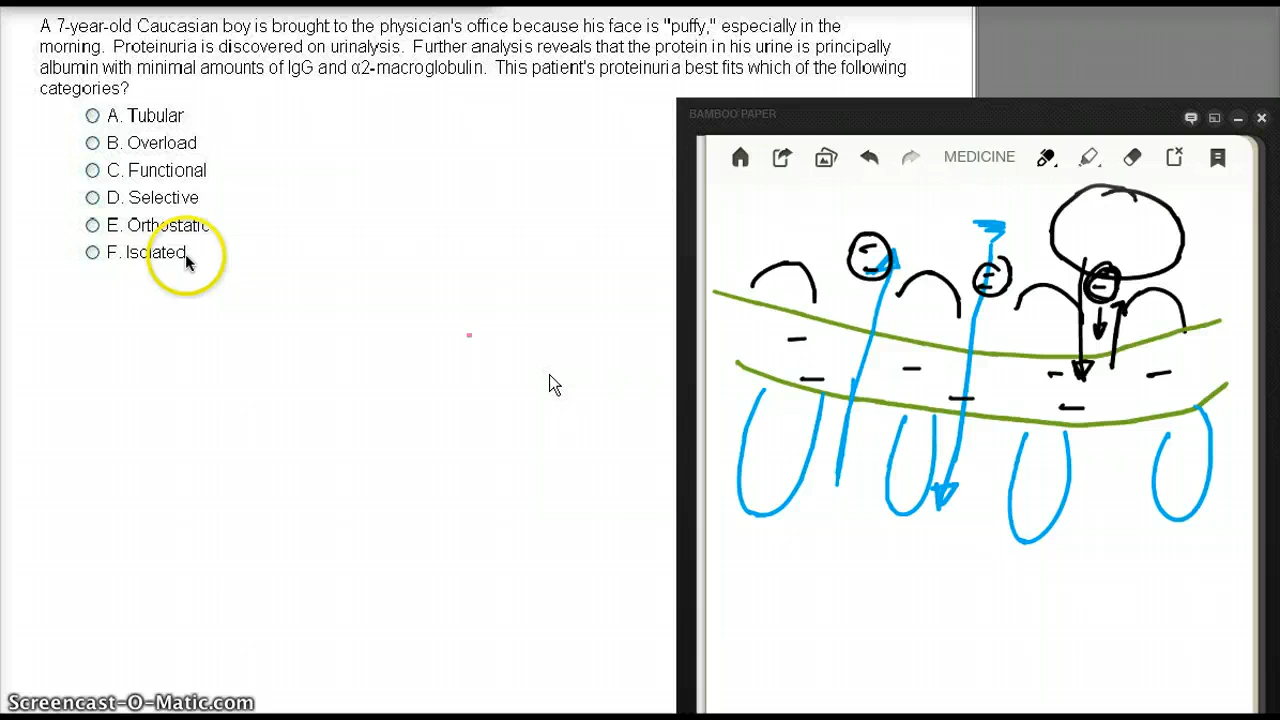 A 7-year-old Caucasian boy is brought to the physician's office because his face is "puffy," especially in the
morning. Proteinuria is discovered on urinalysis. Further analysis reveals that the protein in his urine is principally
albumin with minimal amounts of IgG and α2-macroglobulin. This patient's proteinuria best fits which of the following
categories?
A. Tubular
B. Overload
C. Functional
D. Selective
E. Orthostatic
F. Isolated
BAMBOO PAPER
MEDICINE
Screencast-O-Matic.com